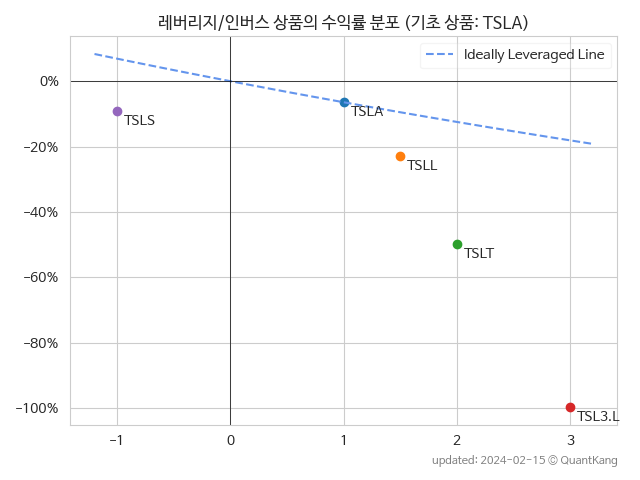 레버리지/인버스 상품의 수익률 분포 (기초 상품: TSLA)
Ideally Leveraged Line
0%
−20%
−40%
−60%
−80%
−100%
TSLS
TSLA
TSLL
TSLT
TSL3.L
−1
0
1
2
3
updated: 2024-02-15 © QuantKang